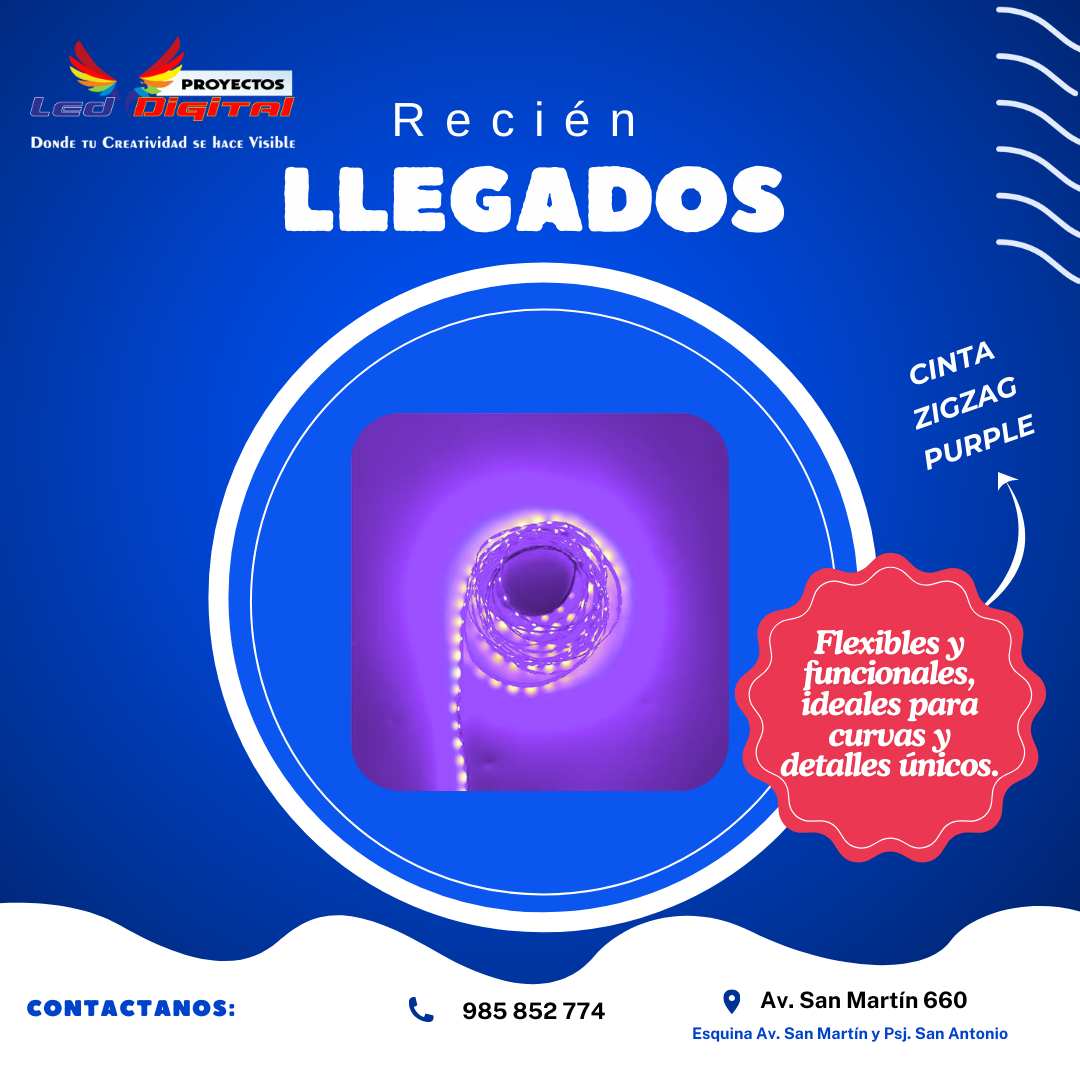 PROYECTOS
Led Digital
Donde tu Creatividad se hace Visible
Recién
LLEGADOS
CINTA
ZIGZAG
PURPLE
Flexibles y
funcionales,
ideales para
curvas y
detalles únicos.
CONTACTANOS:
985 852 774
Av. San Martín 660
Esquina Av. San Martín y Psj. San Antonio